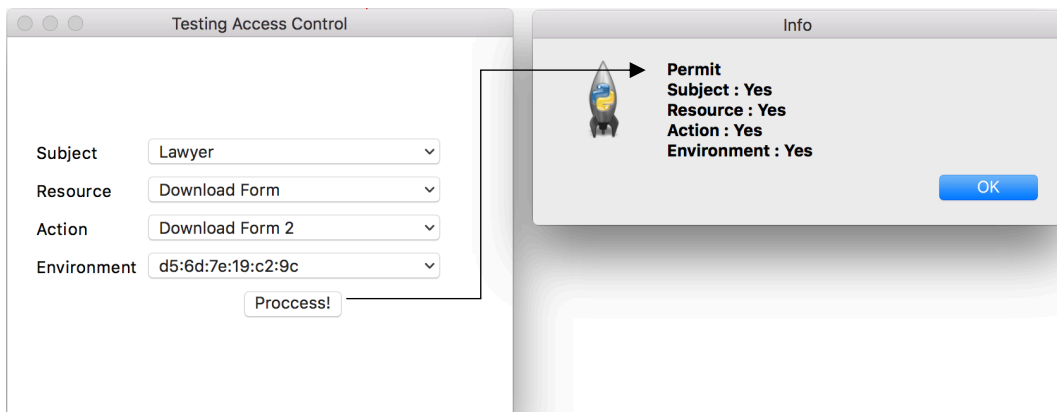 Testing Access Control
Subject Lawyer
Resource Download Form
Action Download Form 2
Environment d5:6d:7e:19:c2:9c
Proccess!
Info
Permit
Subject : Yes
Resource : Yes
Action : Yes
Environment : Yes
OK